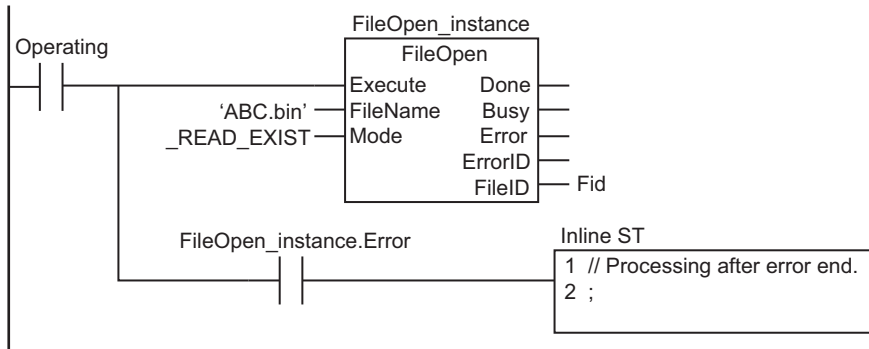 FileOpen_instance
Operating
FileOpen
Execute Done
'ABC.bin' FileName Busy
_READ_EXIST Mode Error
ErrorID
FileID Fid
FileOpen_instance.Error
Inline ST
1 // Processing after error end.
2 ;